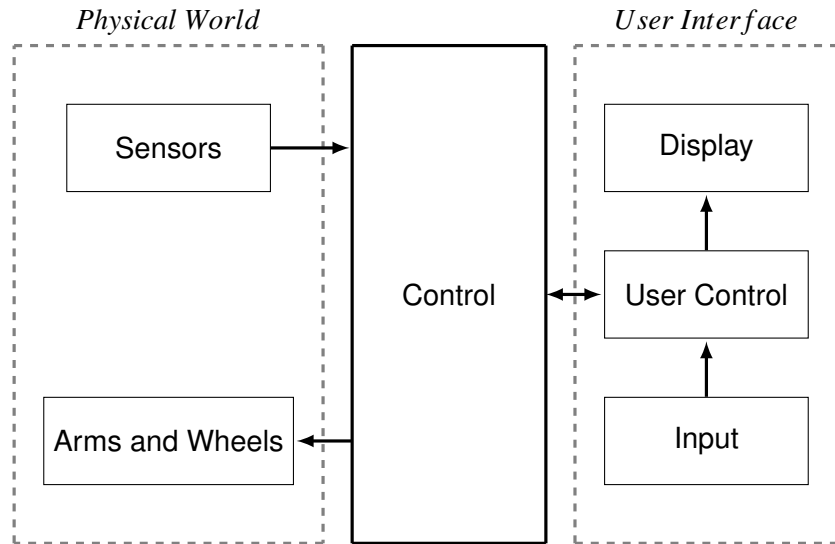 Physical World
User Interface
Sensors
Display
Control
User Control
Arms and Wheels
Input